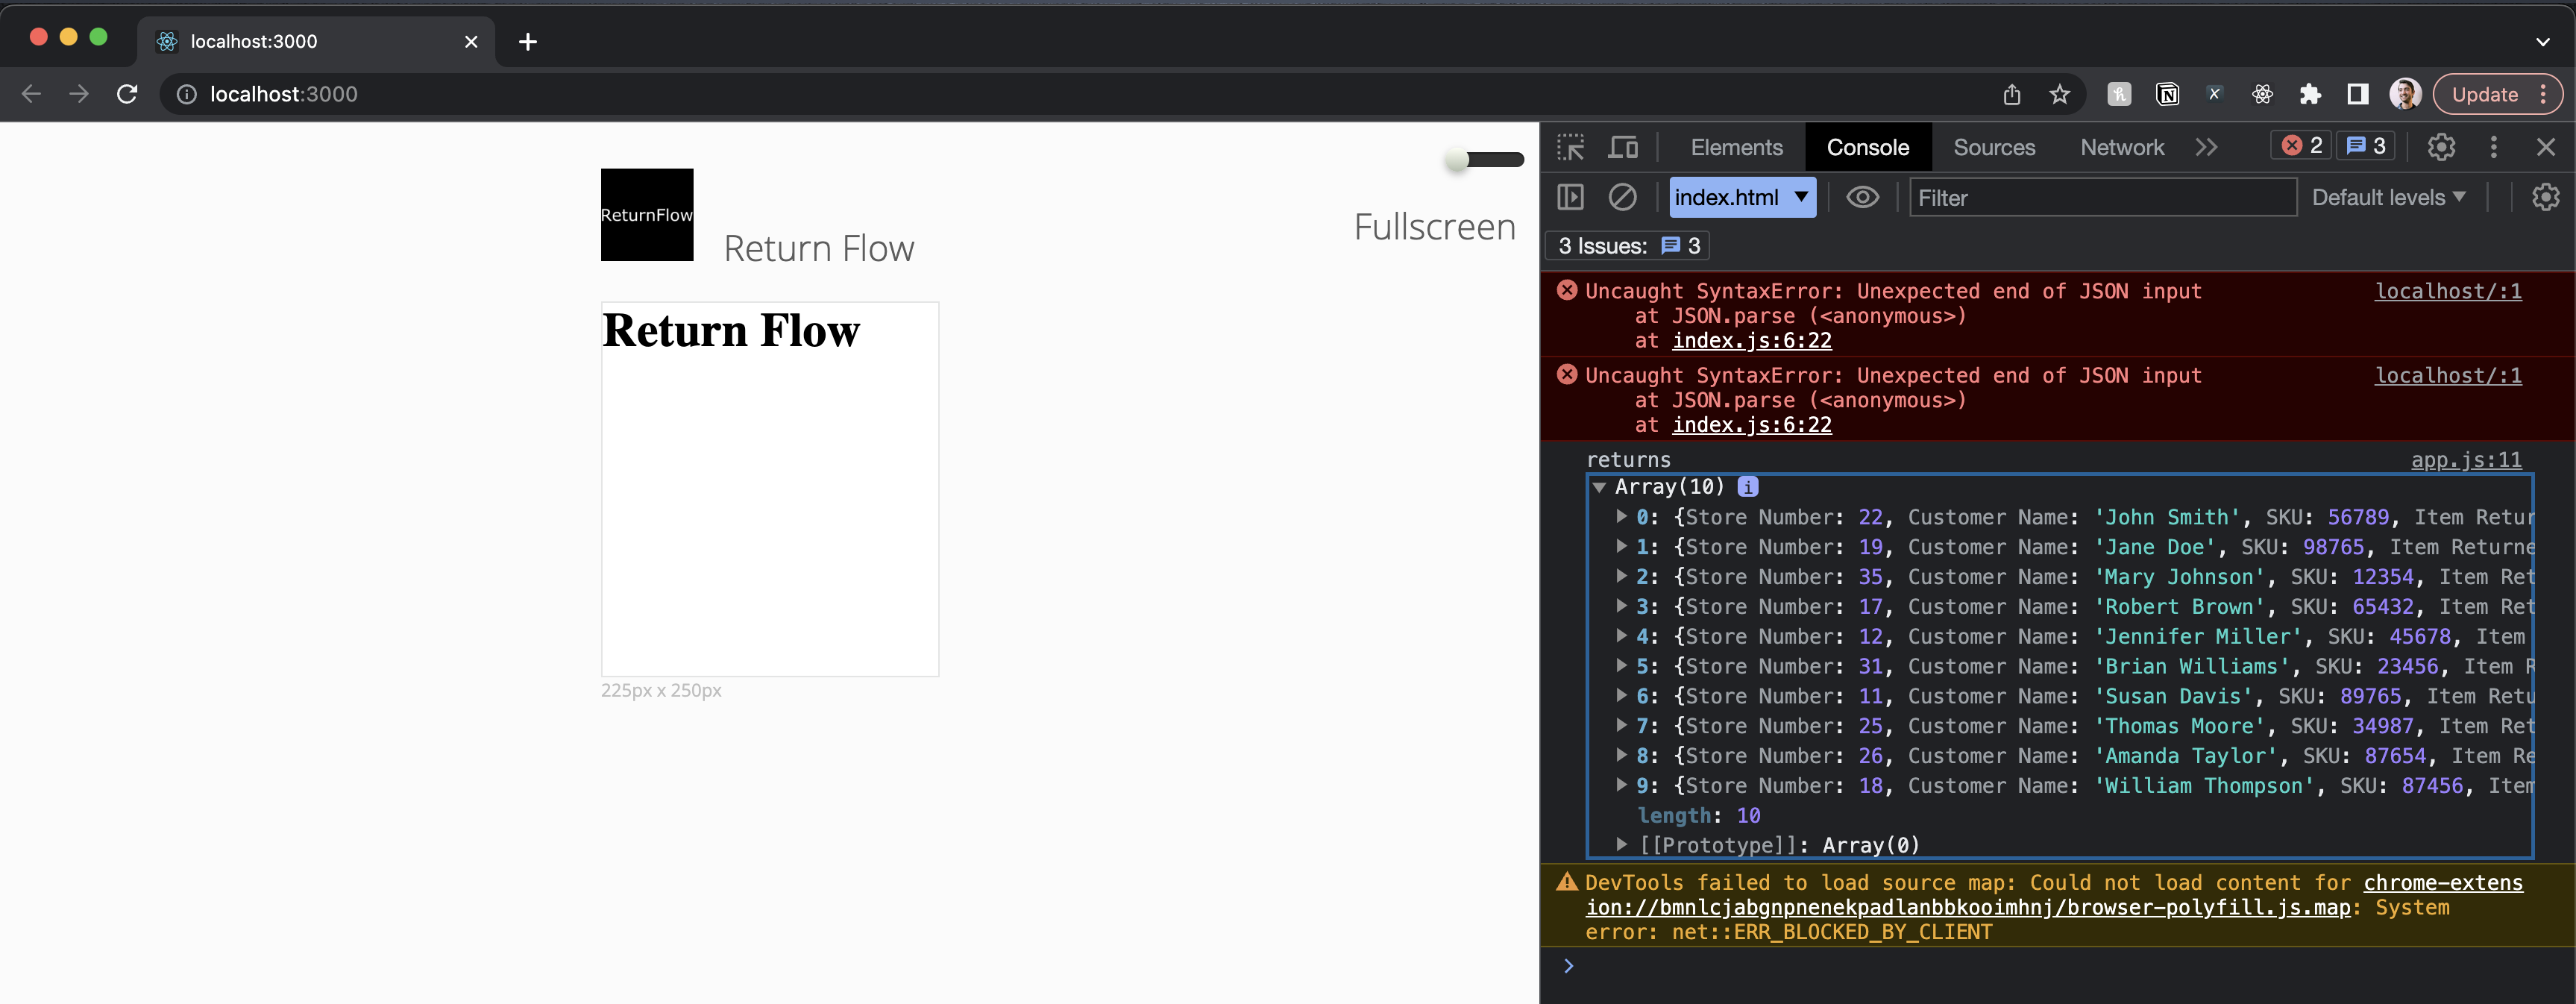 localhost:3000
localhost:3000
Update
ReturnFlow
Return Flow
Fullscreen
Return Flow
225px x 250px
Elements Console Sources Network 2 3
index.html Filter Default levels
3 Issues: 3
Uncaught SyntaxError: Unexpected end of JSON input localhost/:1
at JSON.parse (<anonymous>)
at index.js:6:22
Uncaught SyntaxError: Unexpected end of JSON input localhost/:1
at JSON.parse (<anonymous>)
at index.js:6:22
returns app.js:11
Array(10) i
0: {Store Number: 22, Customer Name: 'John Smith', SKU: 56789, Item Retur
1: {Store Number: 19, Customer Name: 'Jane Doe', SKU: 98765, Item Returne
2: {Store Number: 35, Customer Name: 'Mary Johnson', SKU: 12354, Item Ret
3: {Store Number: 17, Customer Name: 'Robert Brown', SKU: 65432, Item Ret
4: {Store Number: 12, Customer Name: 'Jennifer Miller', SKU: 45678, Item
5: {Store Number: 31, Customer Name: 'Brian Williams', SKU: 23456, Item R
6: {Store Number: 11, Customer Name: 'Susan Davis', SKU: 89765, Item Retu
7: {Store Number: 25, Customer Name: 'Thomas Moore', SKU: 34987, Item Ret
8: {Store Number: 26, Customer Name: 'Amanda Taylor', SKU: 87654, Item Re
9: {Store Number: 18, Customer Name: 'William Thompson', SKU: 87456, Item
length: 10
[[Prototype]]: Array(0)
DevTools failed to load source map: Could not load content for chrome-extens
ion://bmnlcjabgnpnenekpadlanbbkooimhnj/browser-polyfill.js.map: System
error: net::ERR_BLOCKED_BY_CLIENT